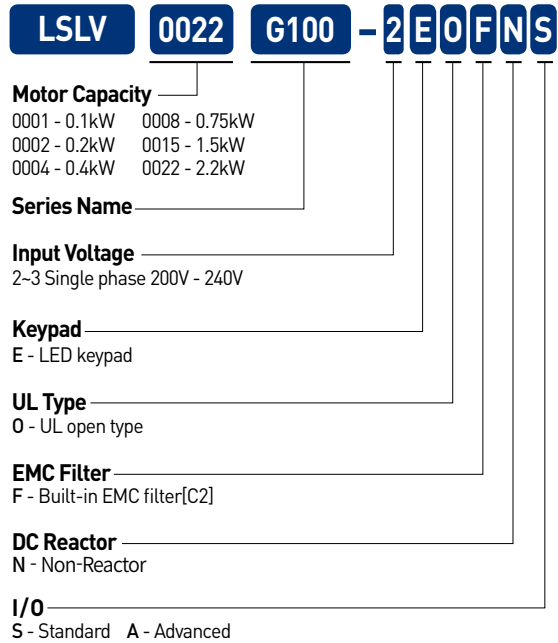 LSLV 0022 G100 - 2 E O F N S
Motor Capacity
0001 - 0.1kW 0008 - 0.75kW
0002 - 0.2kW 0015 - 1.5kW
0004 - 0.4kW 0022 - 2.2kW
Series Name
Input Voltage
2~3 Single phase 200V - 240V
Keypad
E - LED keypad
UL Type
O - UL open type
EMC Filter
F - Built-in EMC filter[C2]
DC Reactor
N - Non-Reactor
I/O
S - Standard A - Advanced